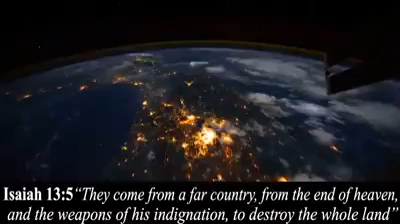 Isaiah 13:5 “They come from a far country, from the end of heaven,
and the weapons of his indignation, to destroy the whole land”